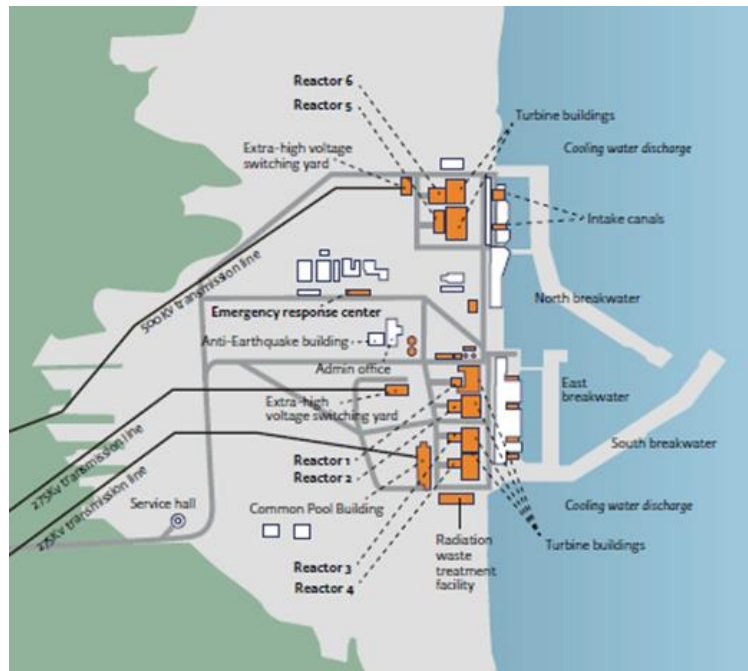 Reactor 6
Reactor 5
Turbine buildings
Extra-high voltage
switching yard
Cooling water discharge
Intake canals
500 KV transmission line
North breakwater
Emergency response center
Anti-Earthquake building
Admin office
East
breakwater
Extra-high
voltage switching yard
South breakwater
275KV transmission line
275KV transmission line
Reactor 1
Reactor 2
Service hall
Common Pool Building
Cooling water discharge
Turbine buildings
Radiation
waste
treatment
facility
Reactor 3
Reactor 4